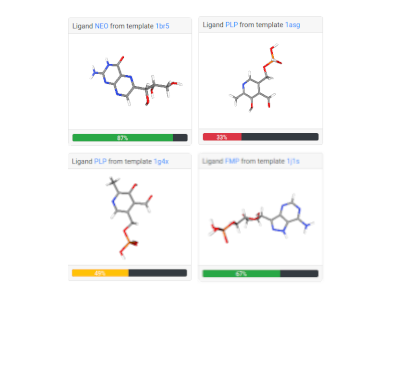 Ligand NEO from template 1br5
87%
Ligand PLP from template 1asg
33%
Ligand PLP from template 1g4x
49%
Ligand FMP from template 1j1s
67%